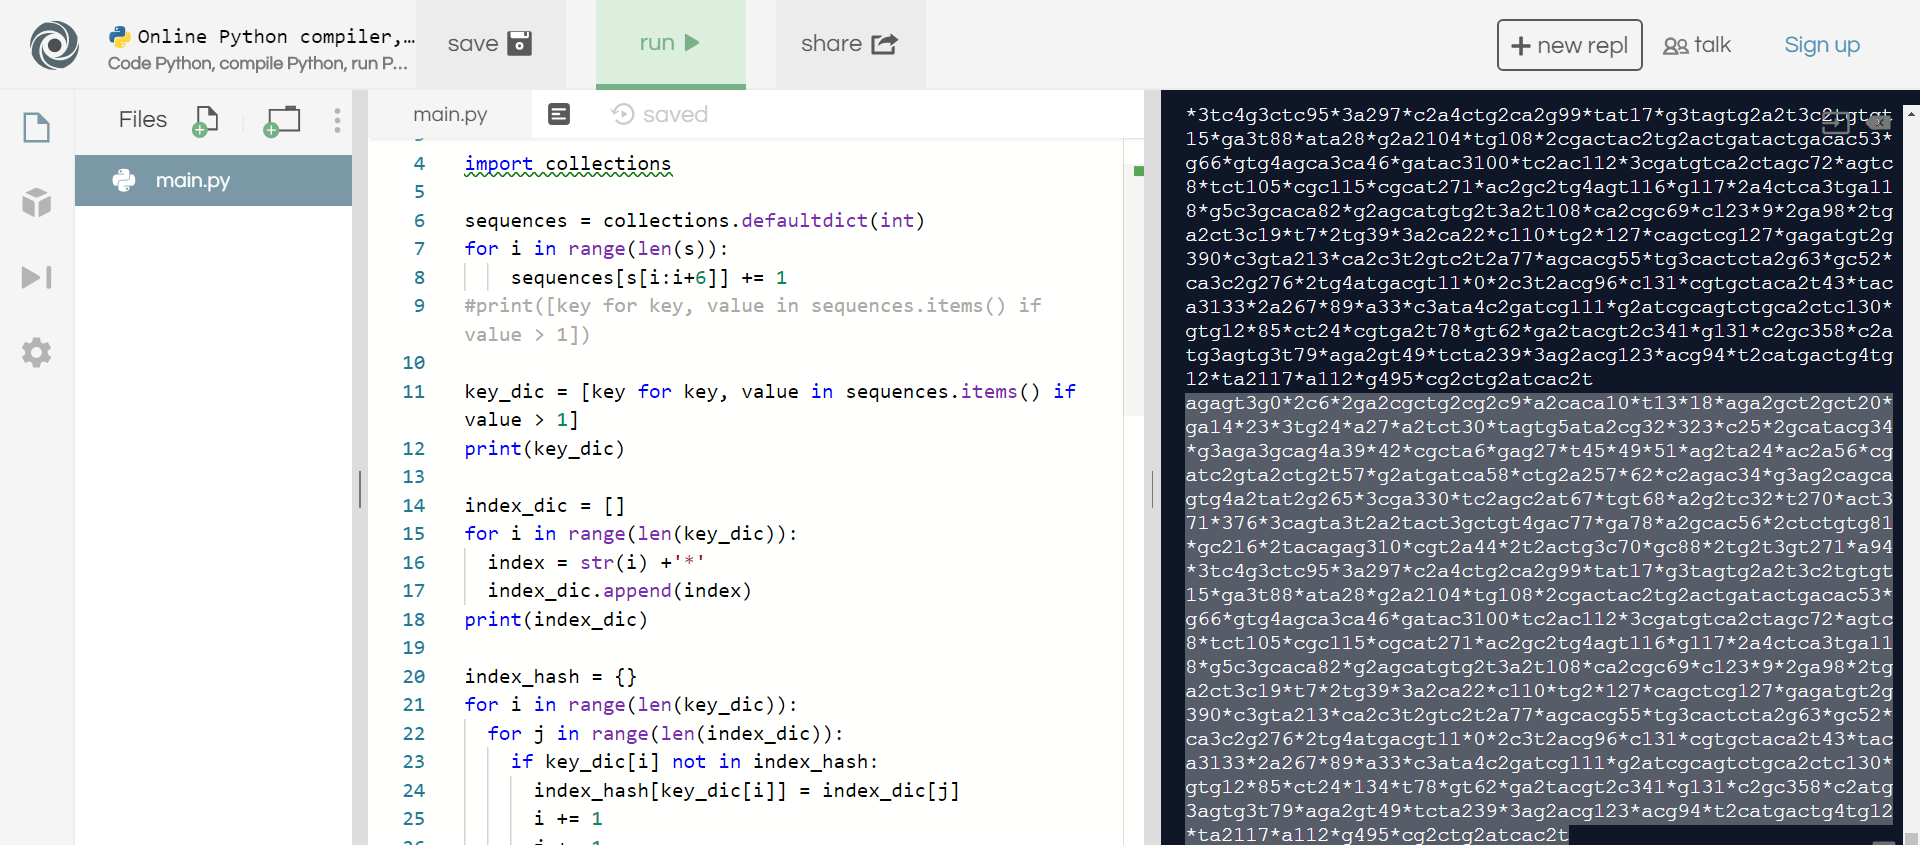 Online Python compiler,...
Code Python, compile Python, run P...
save
run
share
+ new repl
talk
Sign up
Files
main.py
main.py
saved
4 import collections
5
6 sequences = collections.defaultdict(int)
7 for i in range(len(s)):
8 sequences[s[i:i+6]] += 1
9 #print([key for key, value in sequences.items() if
value > 1])
10
11 key_dic = [key for key, value in sequences.items() if
value > 1]
12 print(key_dic)
13
14 index_dic = []
15 for i in range(len(key_dic)):
16 index = str(i) +'*'
17 index_dic.append(index)
18 print(index_dic)
19
20 index_hash = {}
21 for i in range(len(key_dic)):
22 for j in range(len(index_dic)):
23 if key_dic[i] not in index_hash:
24 index_hash[key_dic[i]] = index_dic[j]
25 i += 1
*3tc4g3ctc95*3a297*c2a4ctg2ca2g99*tat17*g3tagtg2a2t3c2tgtgt
15*ga3t88*ata28*g2a2104*tg108*2cgactac2tg2actgatactgacac53*
g66*gtg4agca3ca46*gatac3100*tc2ac112*3cgatgtca2ctagc72*agtc
8*tct105*cgc115*cgcat271*ac2gc2tg4agt116*g117*2a4ctca3tga11
8*g5c3gcaca82*g2agcatgtg2t3a2t108*ca2cgc69*c123*9*2ga98*2tg
a2ct3c19*t7*2tg39*3a2ca22*c110*tg2*127*cagctcg127*gagatgt2g
390*c3gta213*ca2c3t2gtc2t2a77*agcacg55*tg3cactcta2g63*gc52*
ca3c2g276*2tg4atgacgt11*0*2c3t2acg96*c131*cgtgctaca2t43*tac
a3133*2a267*89*a33*c3ata4c2gatcg111*g2atcgcagtctgca2ctc130*
gtg12*85*ct24*cgtga2t78*gt62*ga2tacgt2c341*g131*c2gc358*c2a
tg3agtg3t79*aga2gt49*tcta239*3ag2acg123*acg94*t2catgactg4tg
12*ta2117*a112*g495*cg2ctg2atcac2t
agagt3g0*2c6*2ga2cgctg2cg2c9*a2caca10*t13*18*aga2gct2gct20*
ga14*23*3tg24*a27*a2tct30*tagtg5ata2cg32*323*c25*2gcatacg34
*g3aga3gcag4a39*42*cgcta6*gag27*t45*49*51*ag2ta24*ac2a56*cg
atc2gta2ctg2t57*g2atgatca58*ctg2a257*62*c2agac34*g3ag2cagca
gtg4a2tat2g265*3cga330*tc2agc2at67*tgt68*a2g2tc32*t270*act3
71*376*3cagta3t2a2tact3gctgt4gac77*ga78*a2gcac56*2ctctgtg81
*gc216*2tacagag310*cgt2a44*2t2actg3c70*gc88*2tg2t3gt271*a94
*3tc4g3ctc95*3a297*c2a4ctg2ca2g99*tat17*g3tagtg2a2t3c2tgtgt
15*ga3t88*ata28*g2a2104*tg108*2cgactac2tg2actgatactgacac53*
g66*gtg4agca3ca46*gatac3100*tc2ac112*3cgatgtca2ctagc72*agtc
8*tct105*cgc115*cgcat271*ac2gc2tg4agt116*g117*2a4ctca3tga11
8*g5c3gcaca82*g2agcatgtg2t3a2t108*ca2cgc69*c123*9*2ga98*2tg
a2ct3c19*t7*2tg39*3a2ca22*c110*tg2*127*cagctcg127*gagatgt2g
390*c3gta213*ca2c3t2gtc2t2a77*agcacg55*tg3cactcta2g63*gc52*
ca3c2g276*2tg4atgacgt11*0*2c3t2acg96*c131*cgtgctaca2t43*tac
a3133*2a267*89*a33*c3ata4c2gatcg111*g2atcgcagtctgca2ctc130*
gtg12*85*ct24*134*t78*gt62*ga2tacgt2c341*g131*c2gc358*c2atg
3agtg3t79*aga2gt49*tcta239*3ag2acg123*acg94*t2catgactg4tg12
*ta2117*a112*g495*cg2ctg2atcac2t